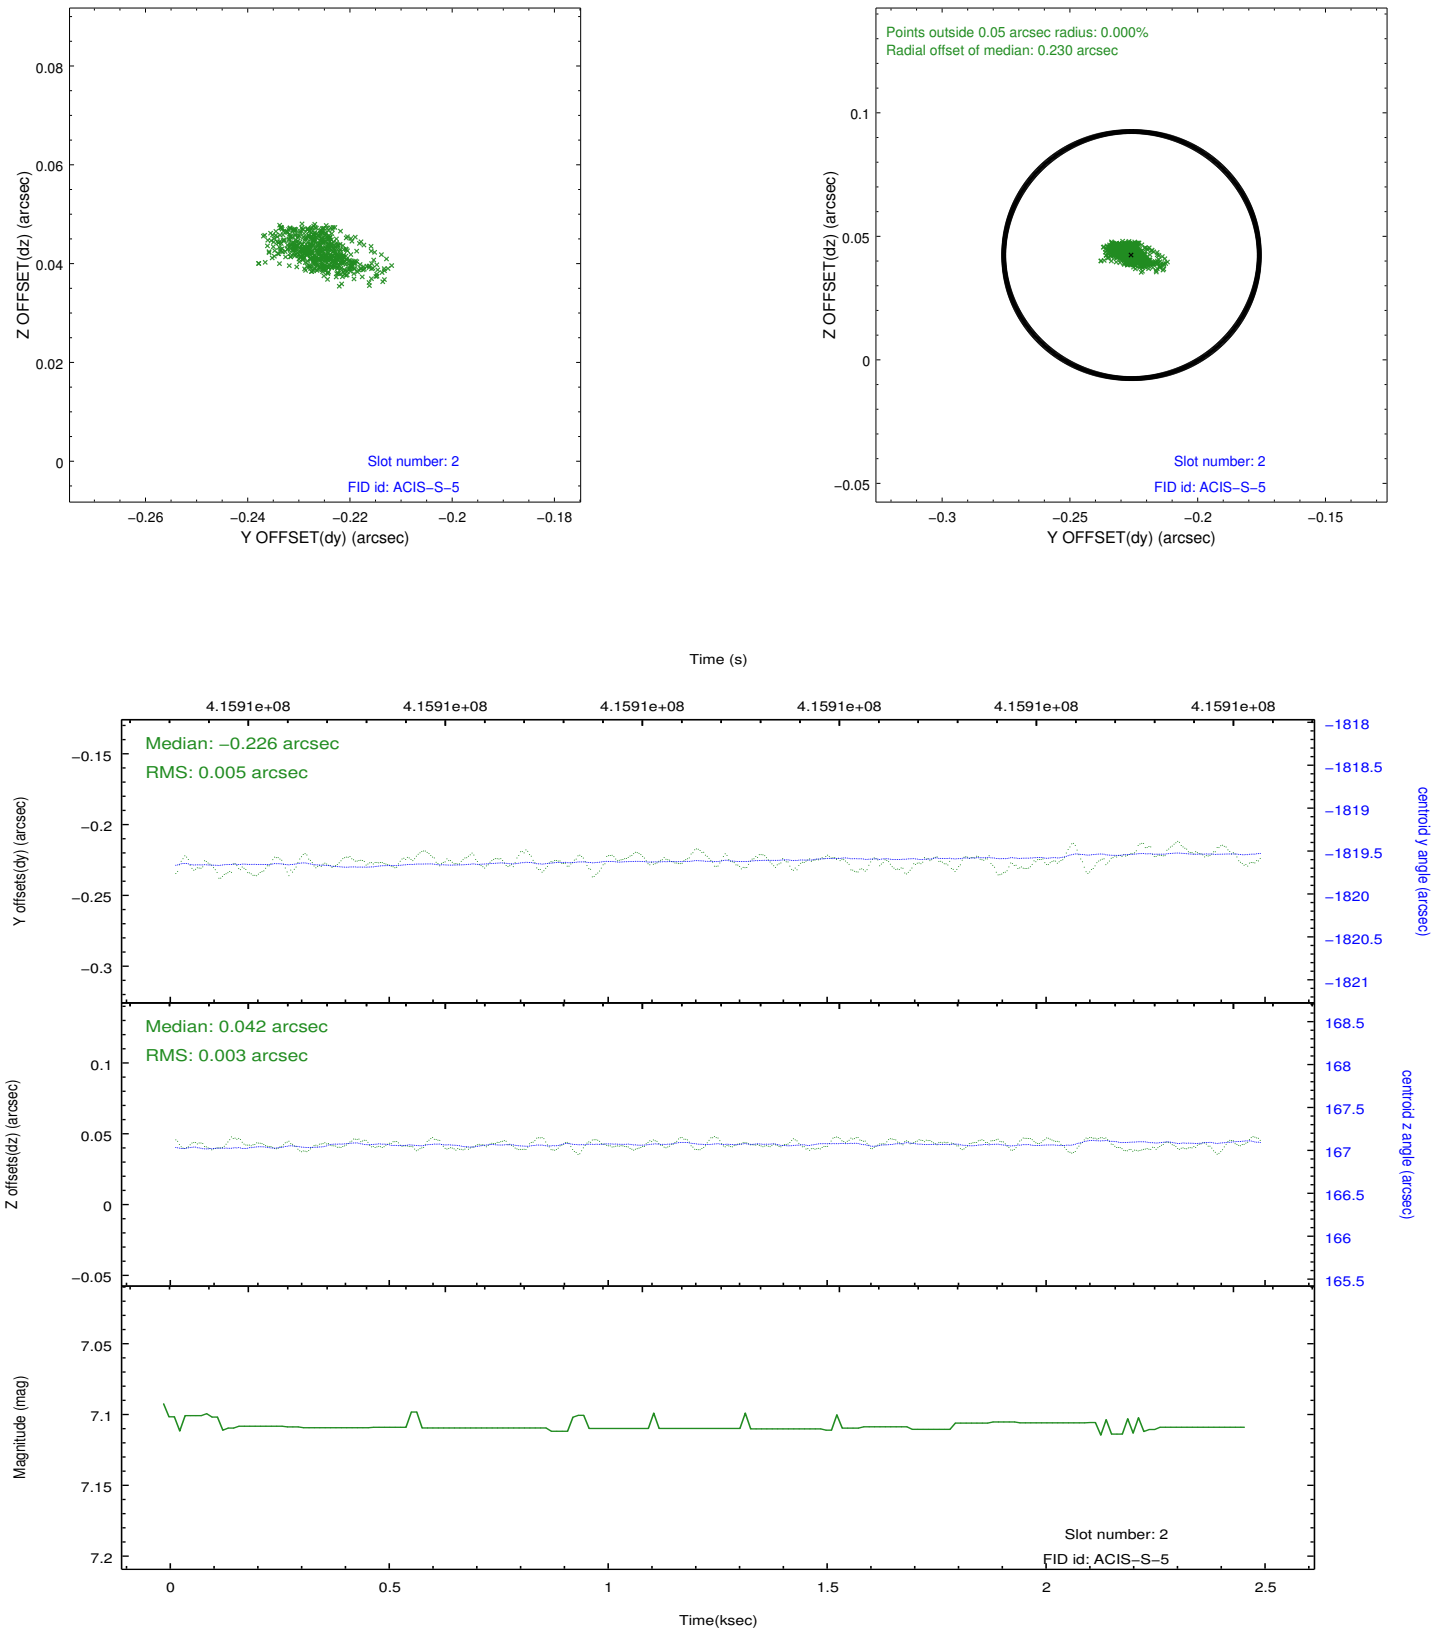 0.08
0.06
0.04
0.02
0
Z OFFSET(dz) (arcsec)
Slot number: 2
FID id: ACIS−S−5
−0.26 −0.24 −0.22 −0.2 −0.18
Y OFFSET(dy) (arcsec)
Points outside 0.05 arcsec radius: 0.000%
Radial offset of median: 0.230 arcsec
0.1
0.05
0
−0.05
Z OFFSET(dz) (arcsec)
Slot number: 2
FID id: ACIS−S−5
−0.3 −0.25 −0.2 −0.15
Y OFFSET(dy) (arcsec)
Time (s)
4.1591e+08 4.1591e+08 4.1591e+08 4.1591e+08 4.1591e+08 4.1591e+08
Median: −0.226 arcsec
RMS: 0.005 arcsec
−0.15
−0.2
−0.25
−0.3
Y offsets(dy) (arcsec)
−1818
−1818.5
−1819
−1819.5
−1820
−1820.5
−1821
centroid y angle (arcsec)
Median: 0.042 arcsec
RMS: 0.003 arcsec
0.1
0.05
0
−0.05
Z offsets(dz) (arcsec)
168.5
168
167.5
167
166.5
166
165.5
centroid z angle (arcsec)
7.05
7.1
7.15
7.2
Magnitude (mag)
Slot number: 2
FID id: ACIS−S−5
0 0.5 1 1.5 2 2.5
Time(ksec)